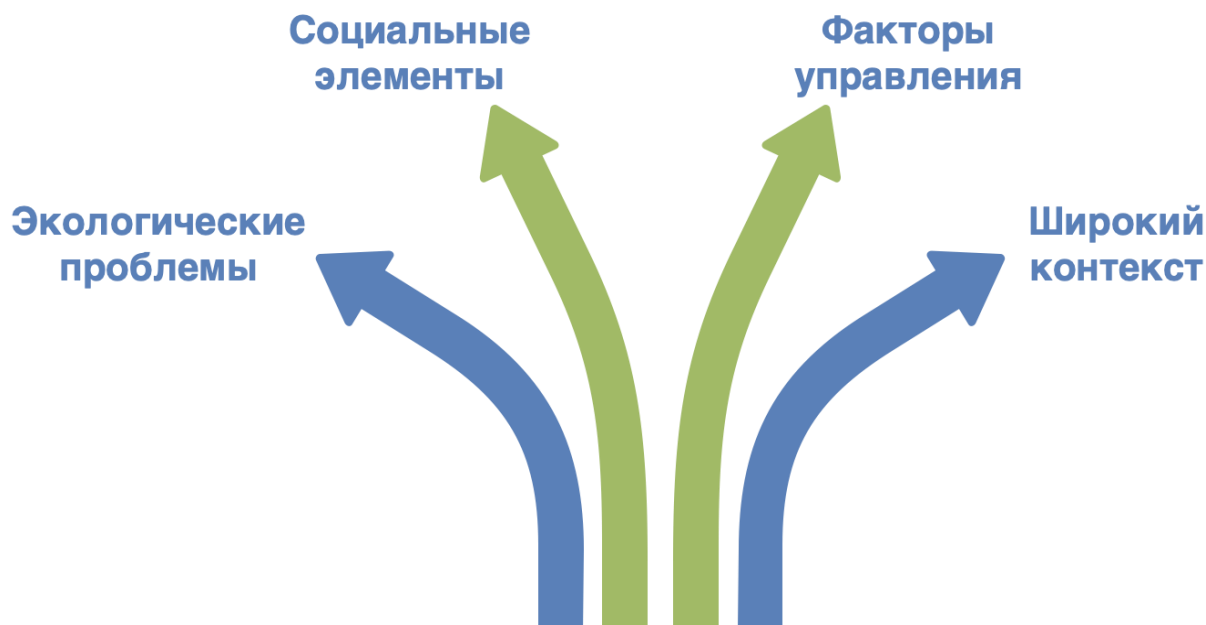 Социальные
элементы
Факторы
управления
Экологические
проблемы
Широкий
контекст